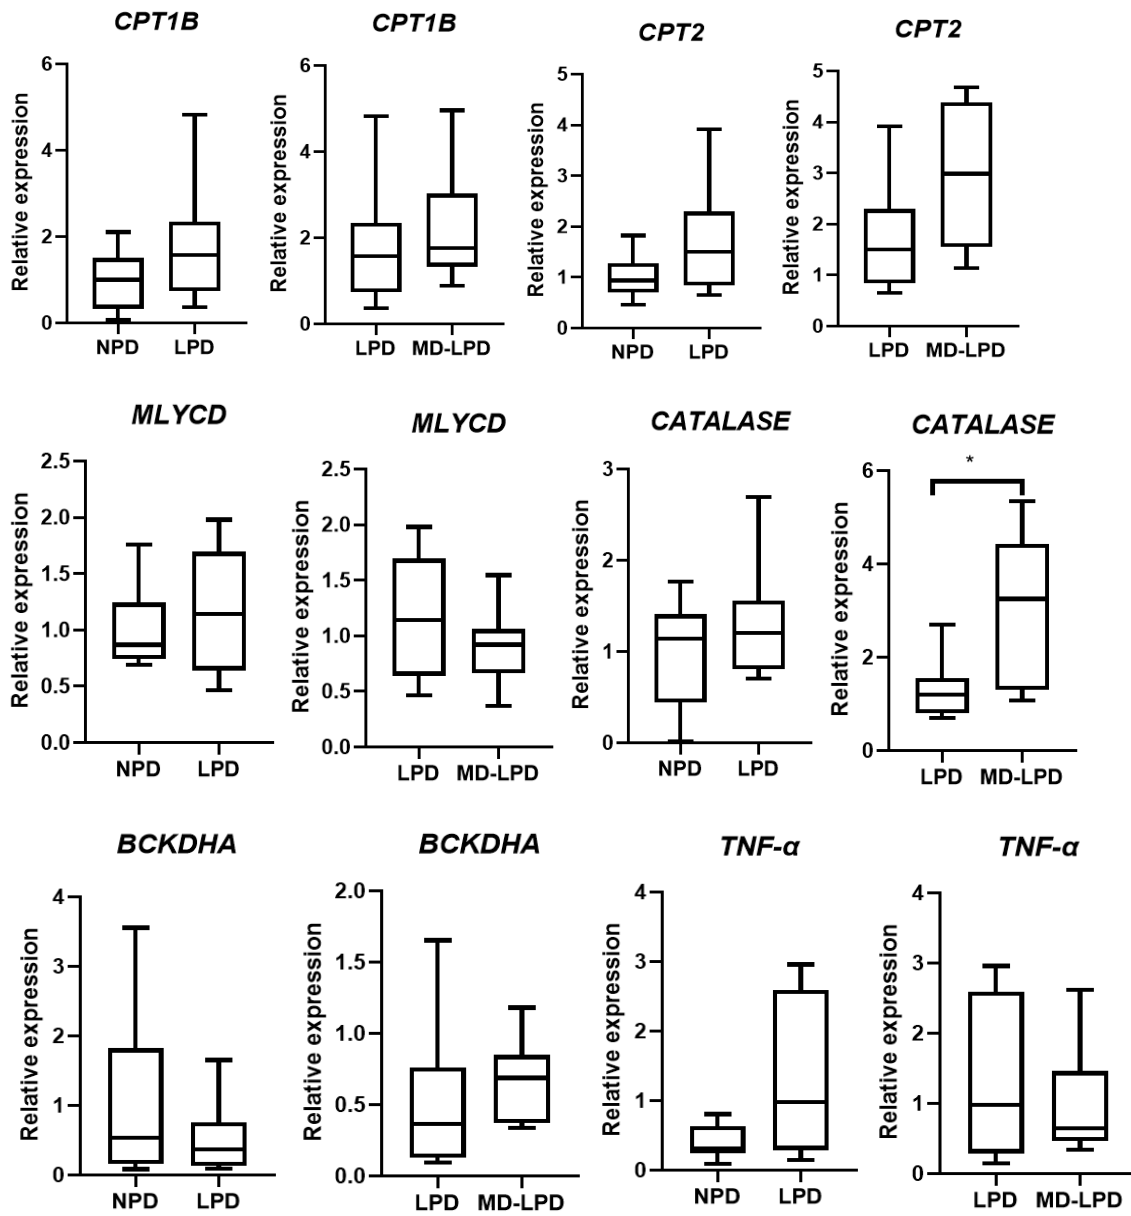 CPT1B
Relative expression
6
4
2
0
NPD LPD
CPT1B
Relative expression
6
4
2
0
LPD MD-LPD
CPT2
Relative expression
5
4
3
2
1
0
NPD LPD
CPT2
Relative expression
5
4
3
2
1
0
LPD MD-LPD
MLYCD
Relative expression
2.5
2.0
1.5
1.0
0.5
0.0
NPD LPD
MLYCD
Relative expression
2.5
2.0
1.5
1.0
0.5
0.0
LPD MD-LPD
CATALASE
Relative expression
3
2
1
0
NPD LPD
CATALASE
*
Relative expression
6
4
2
0
LPD MD-LPD
BCKDHA
Relative expression
4
3
2
1
0
NPD LPD
BCKDHA
Relative expression
2.0
1.5
1.0
0.5
0.0
LPD MD-LPD
TNF-α
Relative expression
4
3
2
1
0
NPD LPD
TNF-α
Relative expression
4
3
2
1
0
LPD MD-LPD